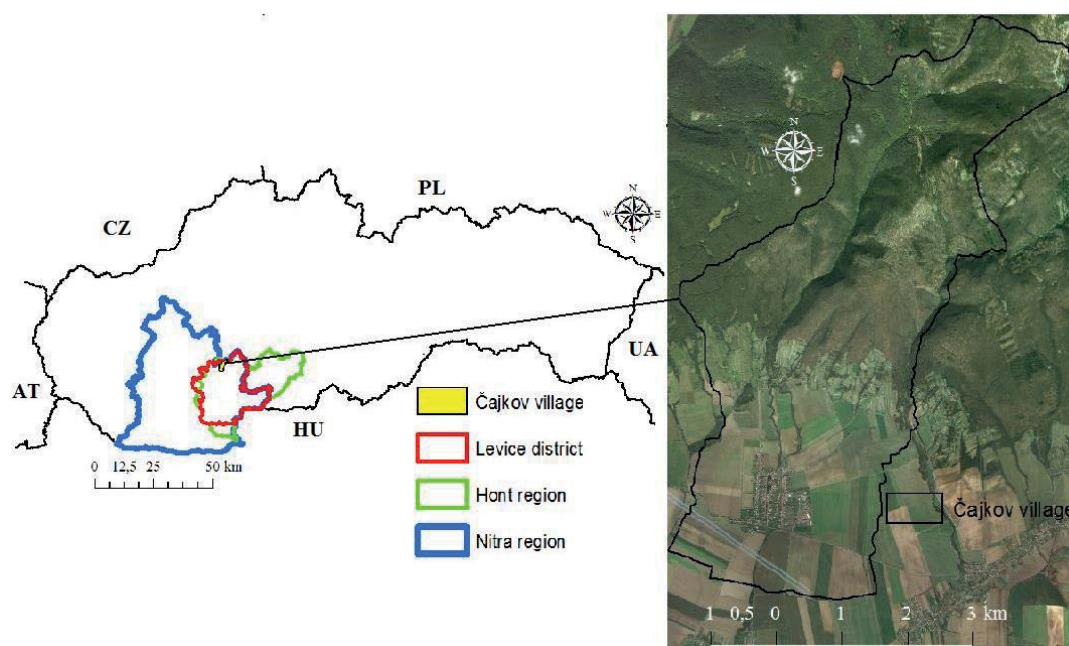 PL
N
W E
S
CZ
UA
AT
HU
0 12,5 25 50 km
Čajkov village
Levice district
Hont region
Nitra region
N
W E
S
Čajkov village
1 0,5 0 1 2 3 km